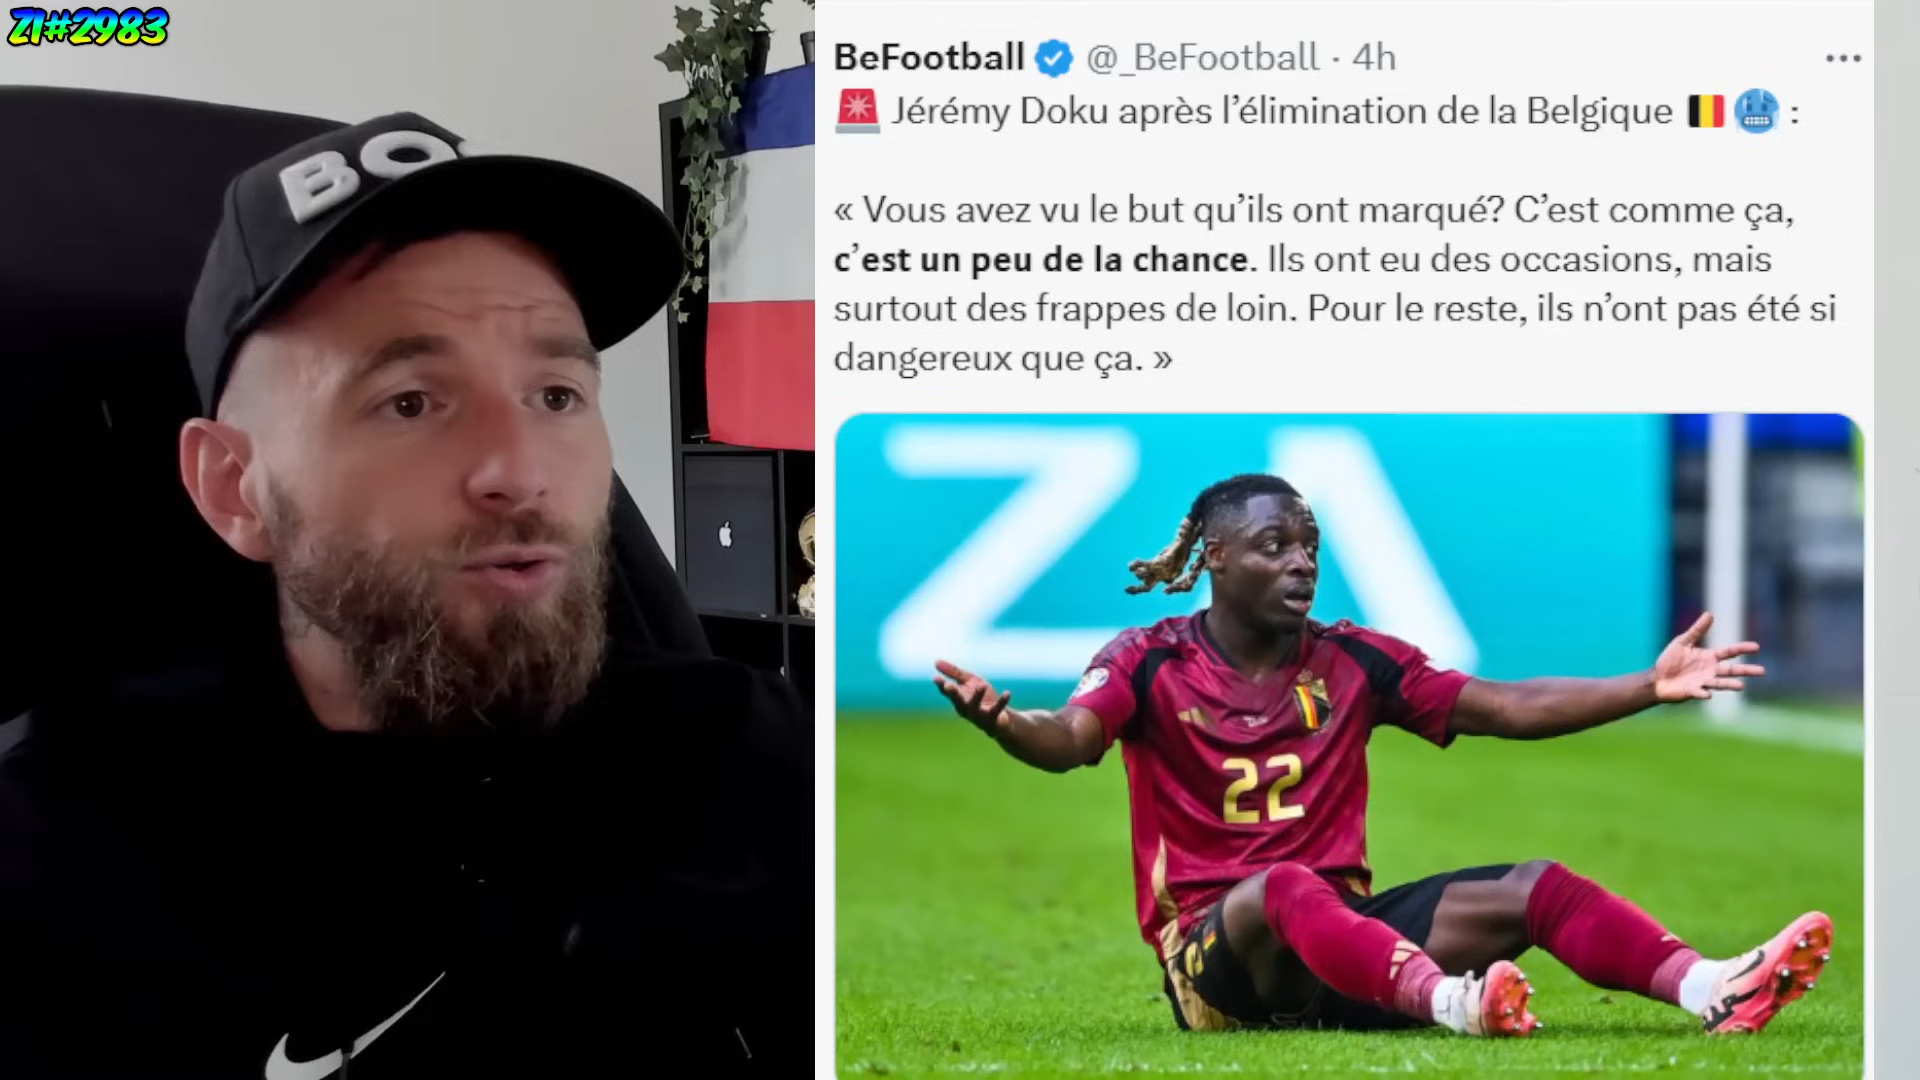 ZI#2983
BO
BeFootball @_BeFootball · 4h
🚨 Jérémy Doku après l’élimination de la Belgique 🇧🇪🥶 :
« Vous avez vu le but qu’ils ont marqué? C’est comme ça,
c’est un peu de la chance. Ils ont eu des occasions, mais
surtout des frappes de loin. Pour le reste, ils n’ont pas été si
dangereux que ça. »
ZA
22